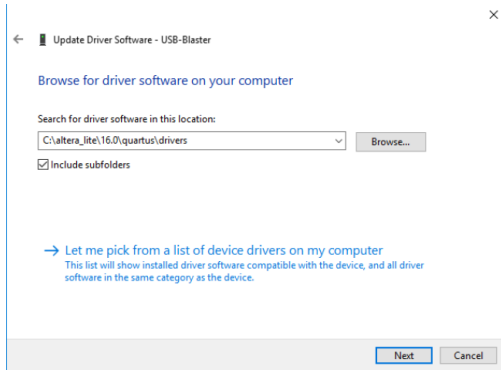 Update Driver Software - USB-Blaster
Browse for driver software on your computer
Search for driver software in this location:
C:\altera_lite\16.0\quartus\drivers
Browse...
Include subfolders
Let me pick from a list of device drivers on my computer
This list will show installed driver software compatible with the device, and all driver
software in the same category as the device.
Next
Cancel